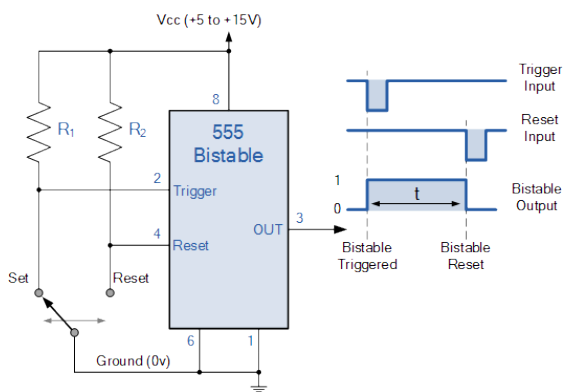 Vcc (+5 to +15V)
R1
R2
8
555
Bistable
2
Trigger
4
Reset
OUT
3
6
1
Set
Reset
Ground (0v)
Trigger
Input
Reset
Input
1
0
t
Bistable
Output
Bistable
Triggered
Bistable
Reset